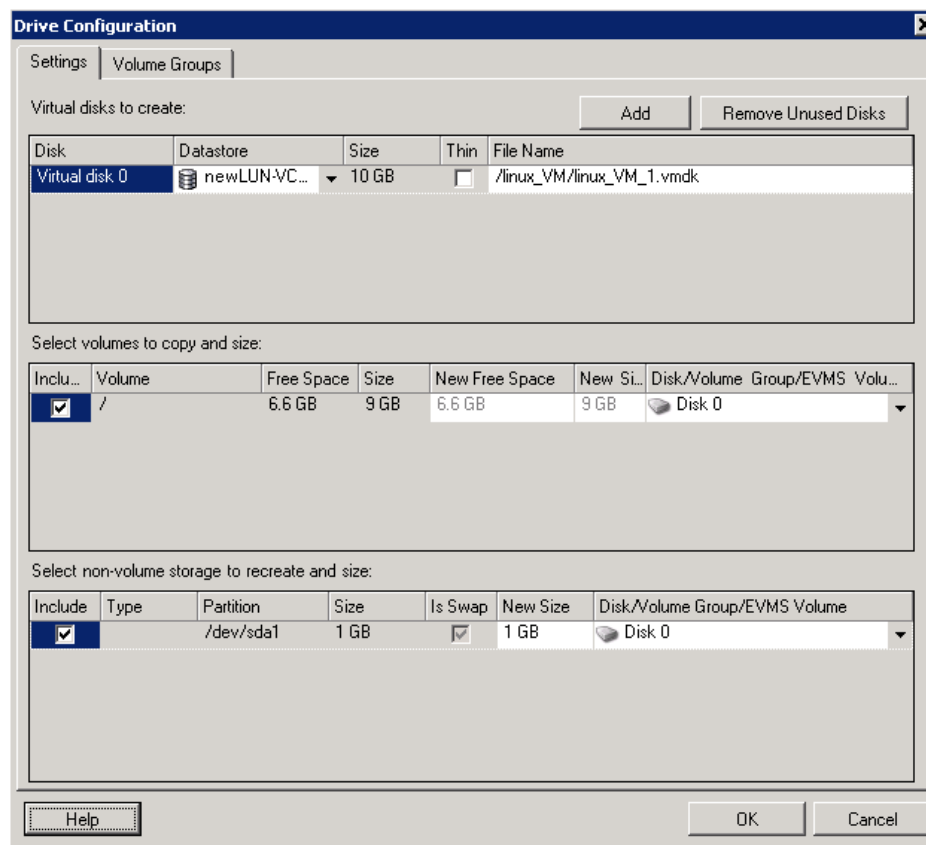 Drive Configuration
Settings Volume Groups
Virtual disks to create: Add Remove Unused Disks
Disk Datastore Size Thin File Name
Virtual disk 0 newLUN-VC... 10 GB /linux_VM/linux_VM_1.vmdk
Select volumes to copy and size:
Inclu... Volume Free Space Size New Free Space New Si... Disk/Volume Group/EVMS Volu...
/ 6.6 GB 9 GB 6.6 GB 9 GB Disk 0
Select non-volume storage to recreate and size:
Include Type Partition Size Is Swap New Size Disk/Volume Group/EVMS Volume
/dev/sda1 1 GB 1 GB Disk 0
Help OK Cancel